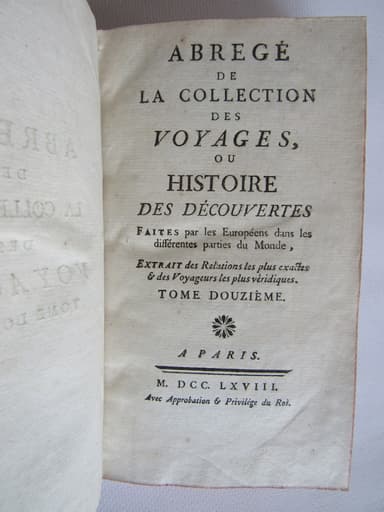 ABREGÉ
DE
LA COLLECTION
DES
VOYAGES,
OU
HISTOIRE
DES DÉCOUVERTES
FAITES par les Européens dans les
différentes parties du Monde,
EXTRAIT des Relations les plus exactes
& des Voyageurs les plus véridiques.
TOME DOUZIÈME.
A PARIS.
M. DCC. LXVIII.
Avec Approbation & Privilége du Roi.